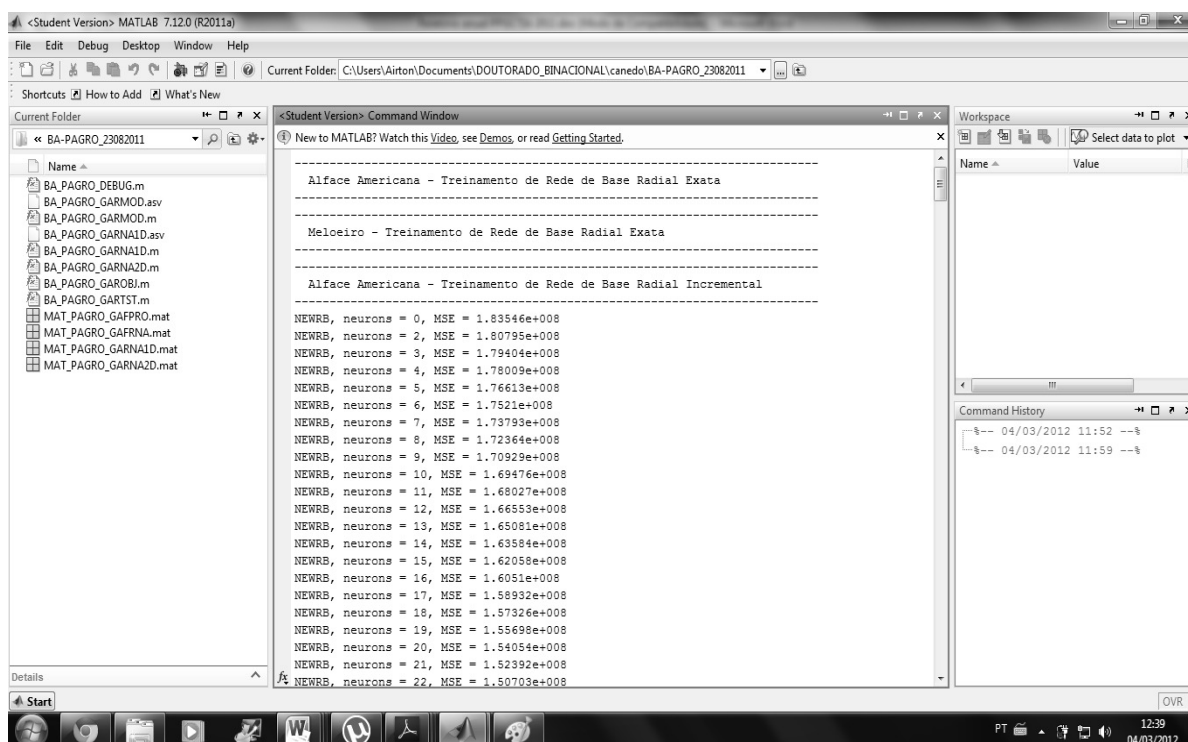 <Student Version> MATLAB 7.12.0 (R2011a)
File Edit Debug Desktop Window Help
Current Folder: C:\Users\Airton\Documents\DOUTORADO_BINACIONAL\canedo\BA-PAGRO_23082011
Shortcuts How to Add What's New
Current Folder
« BA-PAGRO_23082011
Name
BA_PAGRO_DEBUG.m
BA_PAGRO_GARMOD.asv
BA_PAGRO_GARMOD.m
BA_PAGRO_GARNA1D.asv
BA_PAGRO_GARNA1D.m
BA_PAGRO_GARNA2D.m
BA_PAGRO_GAROBJ.m
BA_PAGRO_GARTST.m
MAT_PAGRO_GAFPRO.mat
MAT_PAGRO_GAFRNA.mat
MAT_PAGRO_GARNA1D.mat
MAT_PAGRO_GARNA2D.mat
Details
<Student Version> Command Window
New to MATLAB? Watch this Video, see Demos, or read Getting Started.
Alface Americana - Treinamento de Rede de Base Radial Exata
Meloeiro - Treinamento de Rede de Base Radial Exata
Alface Americana - Treinamento de Rede de Base Radial Incremental
NEWRB, neurons = 0, MSE = 1.83546e+008
NEWRB, neurons = 2, MSE = 1.80795e+008
NEWRB, neurons = 3, MSE = 1.79404e+008
NEWRB, neurons = 4, MSE = 1.78009e+008
NEWRB, neurons = 5, MSE = 1.76613e+008
NEWRB, neurons = 6, MSE = 1.7521e+008
NEWRB, neurons = 7, MSE = 1.73793e+008
NEWRB, neurons = 8, MSE = 1.72364e+008
NEWRB, neurons = 9, MSE = 1.70929e+008
NEWRB, neurons = 10, MSE = 1.69476e+008
NEWRB, neurons = 11, MSE = 1.68027e+008
NEWRB, neurons = 12, MSE = 1.66553e+008
NEWRB, neurons = 13, MSE = 1.65081e+008
NEWRB, neurons = 14, MSE = 1.63584e+008
NEWRB, neurons = 15, MSE = 1.62058e+008
NEWRB, neurons = 16, MSE = 1.6051e+008
NEWRB, neurons = 17, MSE = 1.58932e+008
NEWRB, neurons = 18, MSE = 1.57326e+008
NEWRB, neurons = 19, MSE = 1.55698e+008
NEWRB, neurons = 20, MSE = 1.54054e+008
NEWRB, neurons = 21, MSE = 1.52392e+008
NEWRB, neurons = 22, MSE = 1.50703e+008
fx
Workspace
Select data to plot
Name Value
Command History
%-- 04/03/2012 11:52 --%
%-- 04/03/2012 11:59 --%
Start
OVR
PT
12:39
04/03/2012